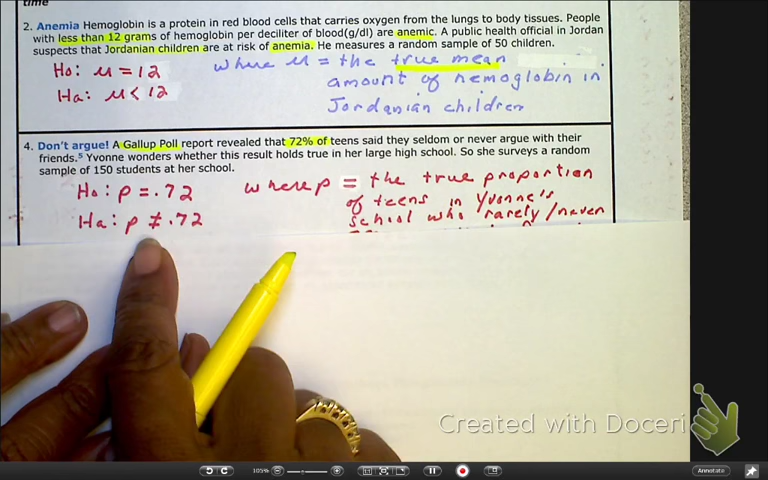 time
2. Anemia Hemoglobin is a protein in red blood cells that carries oxygen from the lungs to body tissues. People
with less than 12 grams of hemoglobin per deciliter of blood(g/dl) are anemic. A public health official in Jordan
suspects that Jordanian children are at risk of anemia. He measures a random sample of 50 children.
Ho: μ = 12 where μ = the true mean
Ha: μ < 12 amount of hemoglobin in
Jordanian children
4. Don't argue! A Gallup Poll report revealed that 72% of teens said they seldom or never argue with their
friends.⁵ Yvonne wonders whether this result holds true in her large high school. So she surveys a random
sample of 150 students at her school.
Ho: p = .72 where p = the true proportion
of teens in Yvonne's
Ha: p ≠ .72 school who rarely/never
Created with Doceri
109%
Annotate